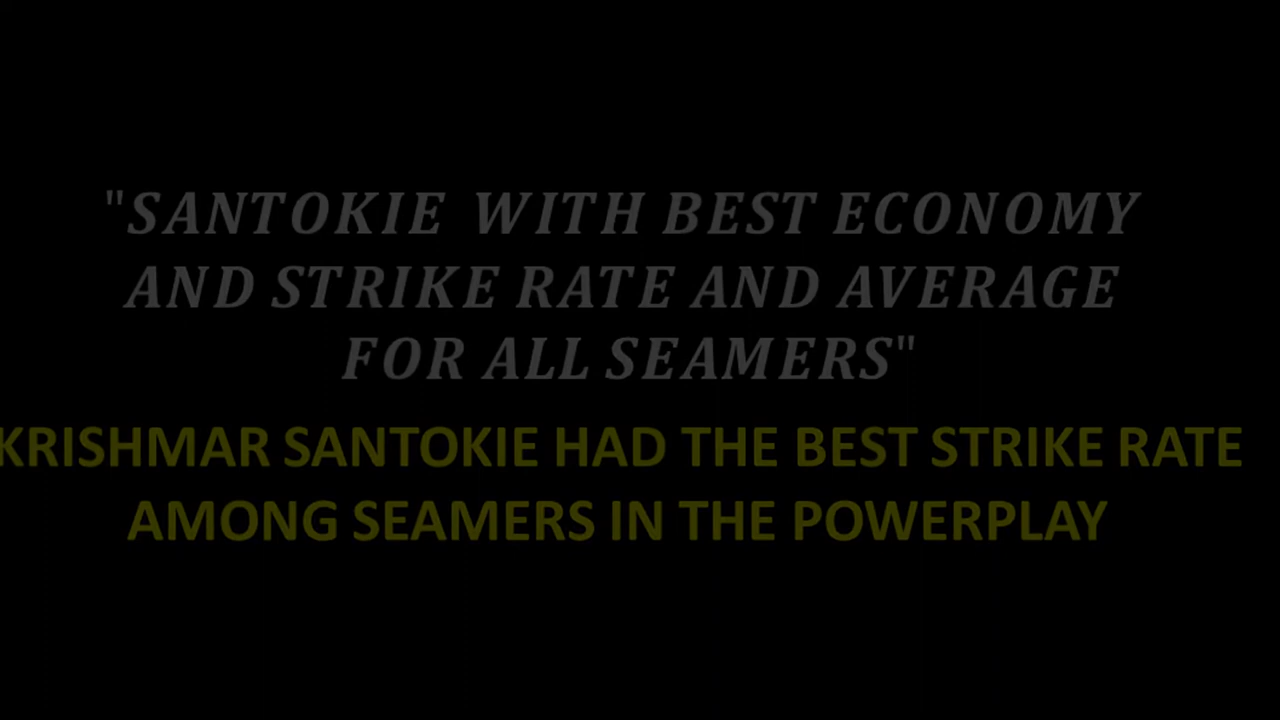 "SANTOKIE WITH BEST ECONOMY
AND STRIKE RATE AND AVERAGE
FOR ALL SEAMERS"
KRISHMAR SANTOKIE HAD THE BEST STRIKE RATE
AMONG SEAMERS IN THE POWERPLAY